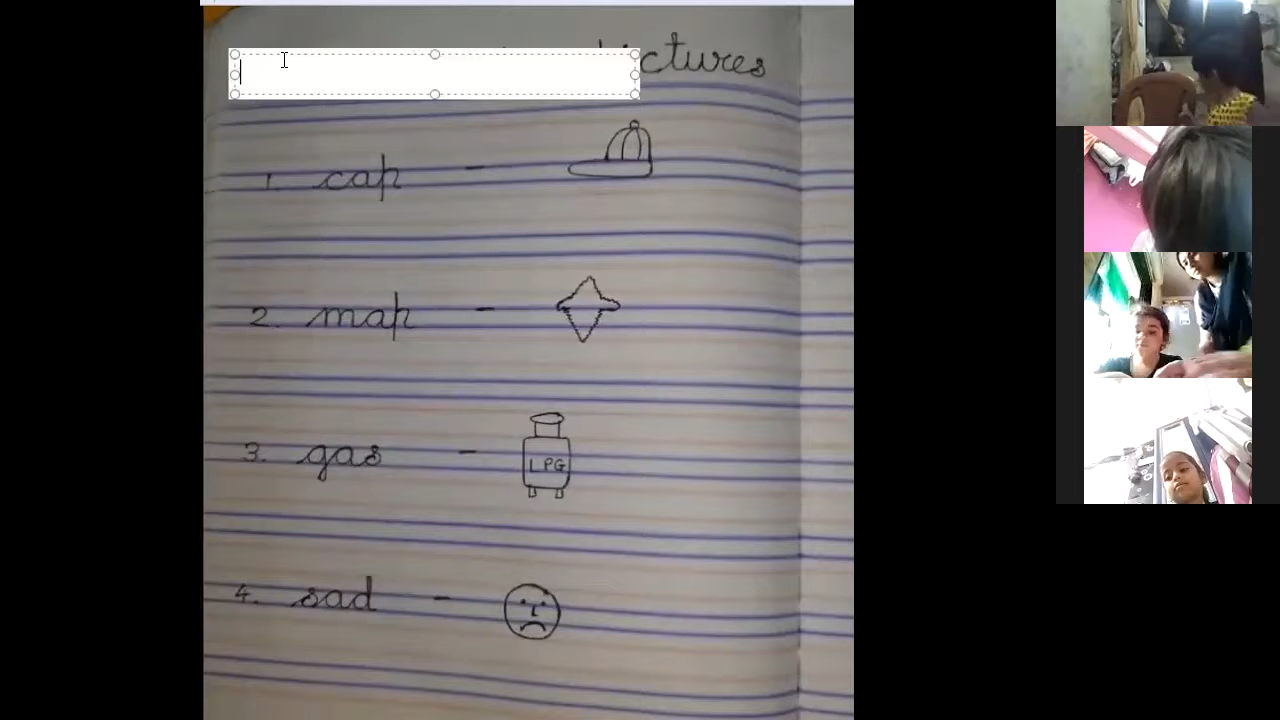 ctures
1. cap -
2. map -
3. gas - LPG
4. sad -